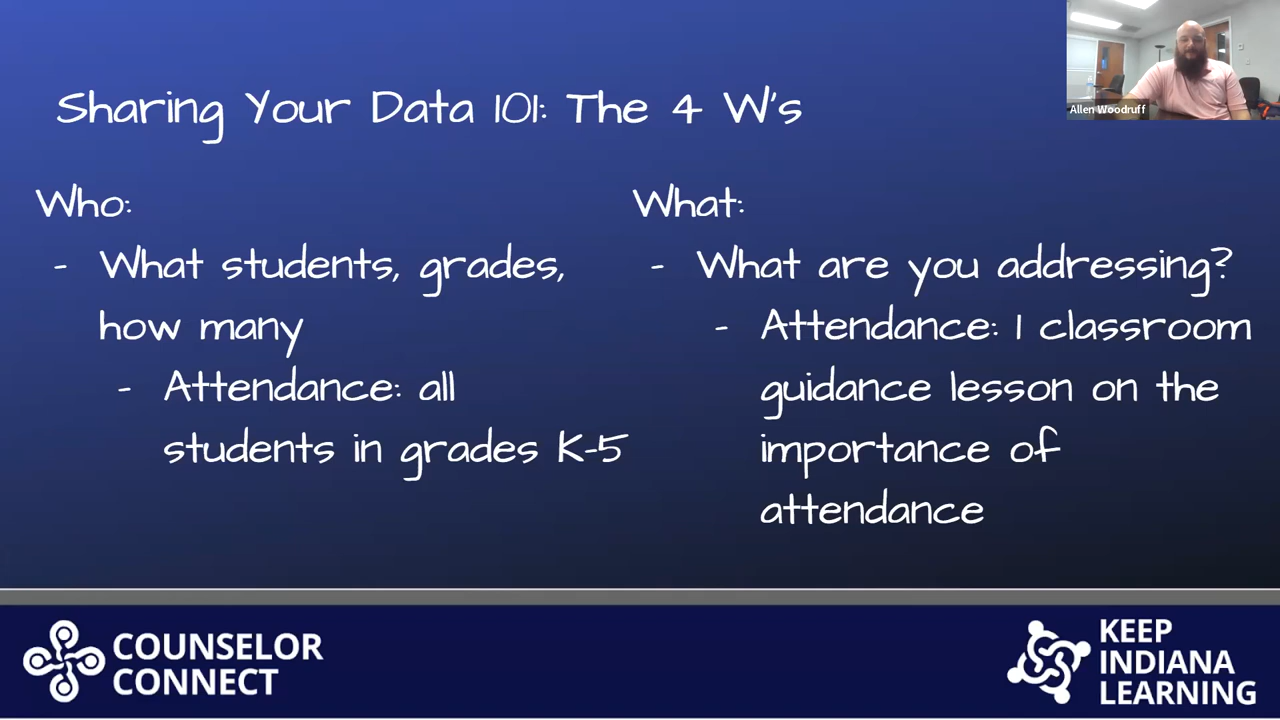 Allen Woodruff
Sharing Your Data 101: The 4 W's
Who:
- What students, grades,
how many
- Attendance: all
students in grades K-5
What:
- What are you addressing?
- Attendance: 1 classroom
guidance lesson on the
importance of
attendance
COUNSELOR
CONNECT
KEEP
INDIANA
LEARNING